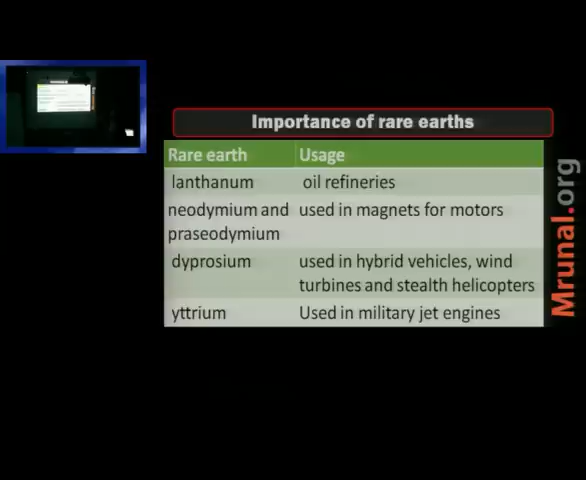 Importance of rare earths
Rare earth Usage
lanthanum oil refineries
neodymium and used in magnets for motors
praseodymium
dyprosium used in hybrid vehicles, wind
turbines and stealth helicopters
yttrium Used in military jet engines
Mrunal.org